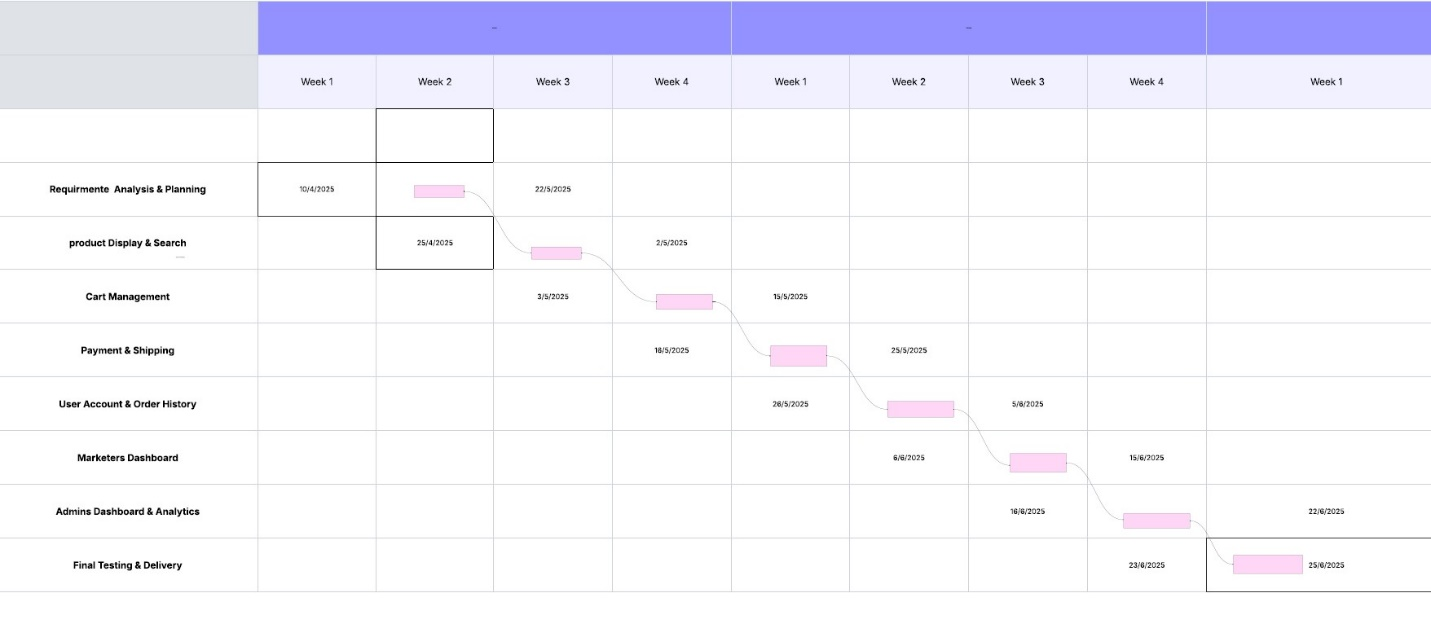 – –
Week 1 Week 2 Week 3 Week 4 Week 1 Week 2 Week 3 Week 4 Week 1
Requirmente Analysis & Planning 10/4/2025 22/5/2025
product Display & Search 25/4/2025 2/5/2025
Cart Management 3/5/2025 15/5/2025
Payment & Shipping 18/5/2025 25/5/2025
User Account & Order History 26/5/2025 5/6/2025
Marketers Dashboard 6/6/2025 15/6/2025
Admins Dashboard & Analytics 16/6/2025 22/6/2025
Final Testing & Delivery 23/6/2025 25/6/2025